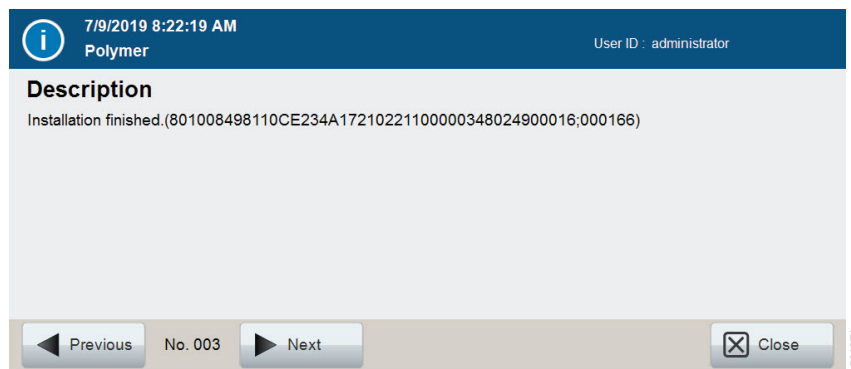 7/9/2019 8:22:19 AM
Polymer
User ID : administrator
Description
Installation finished.(801008498110CE234A17210221100000348024900016;000166)
Previous
No. 003
Next
Close